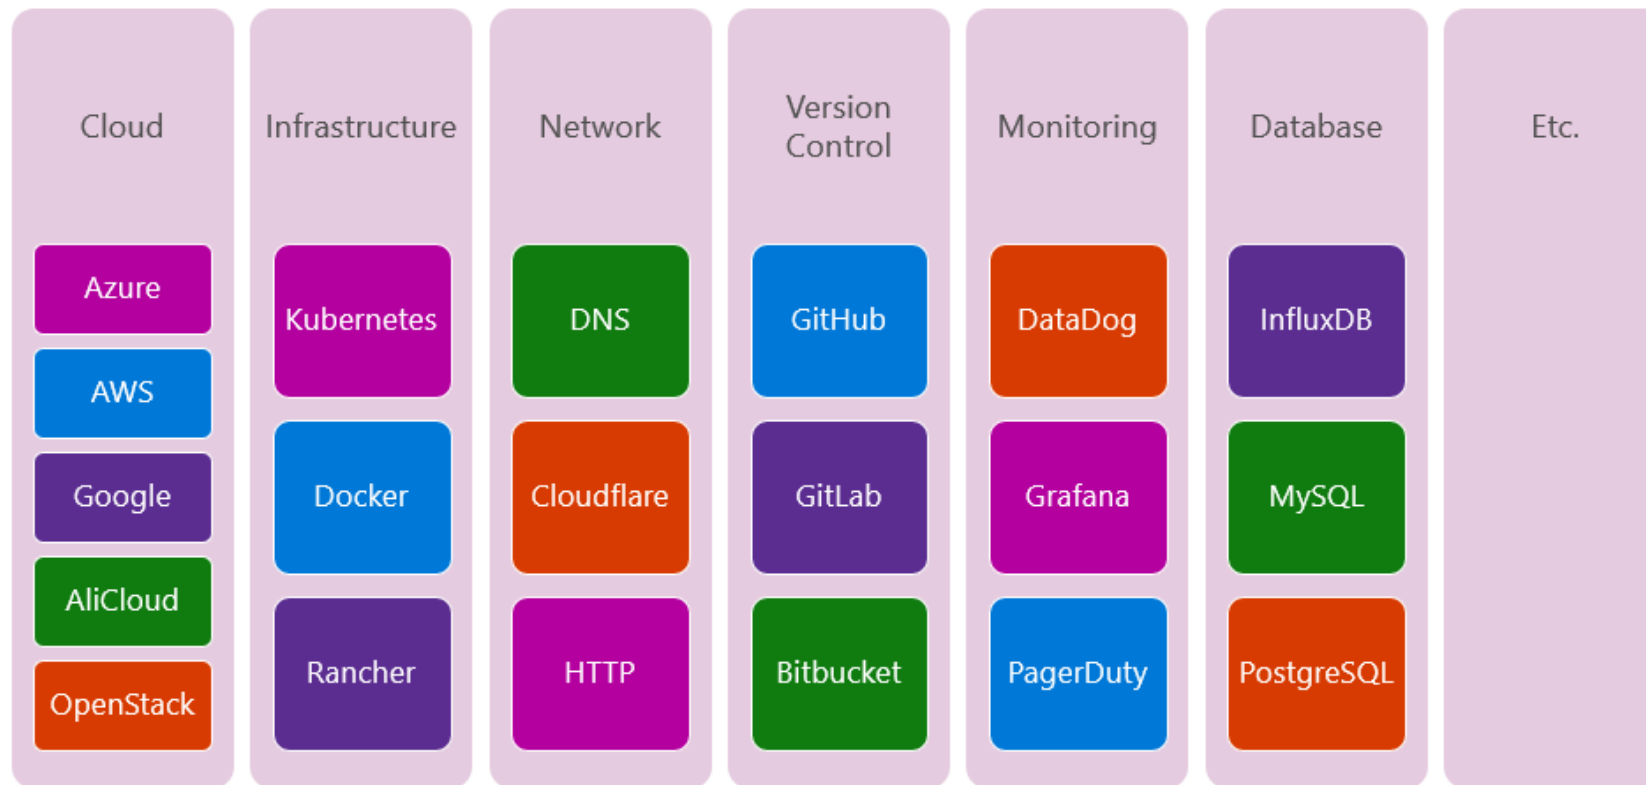 Cloud
Azure
AWS
Google
AliCloud
OpenStack
Infrastructure
Kubernetes
Docker
Rancher
Network
DNS
Cloudflare
HTTP
Version
Control
GitHub
GitLab
Bitbucket
Monitoring
DataDog
Grafana
PagerDuty
Database
InfluxDB
MySQL
PostgreSQL
Etc.